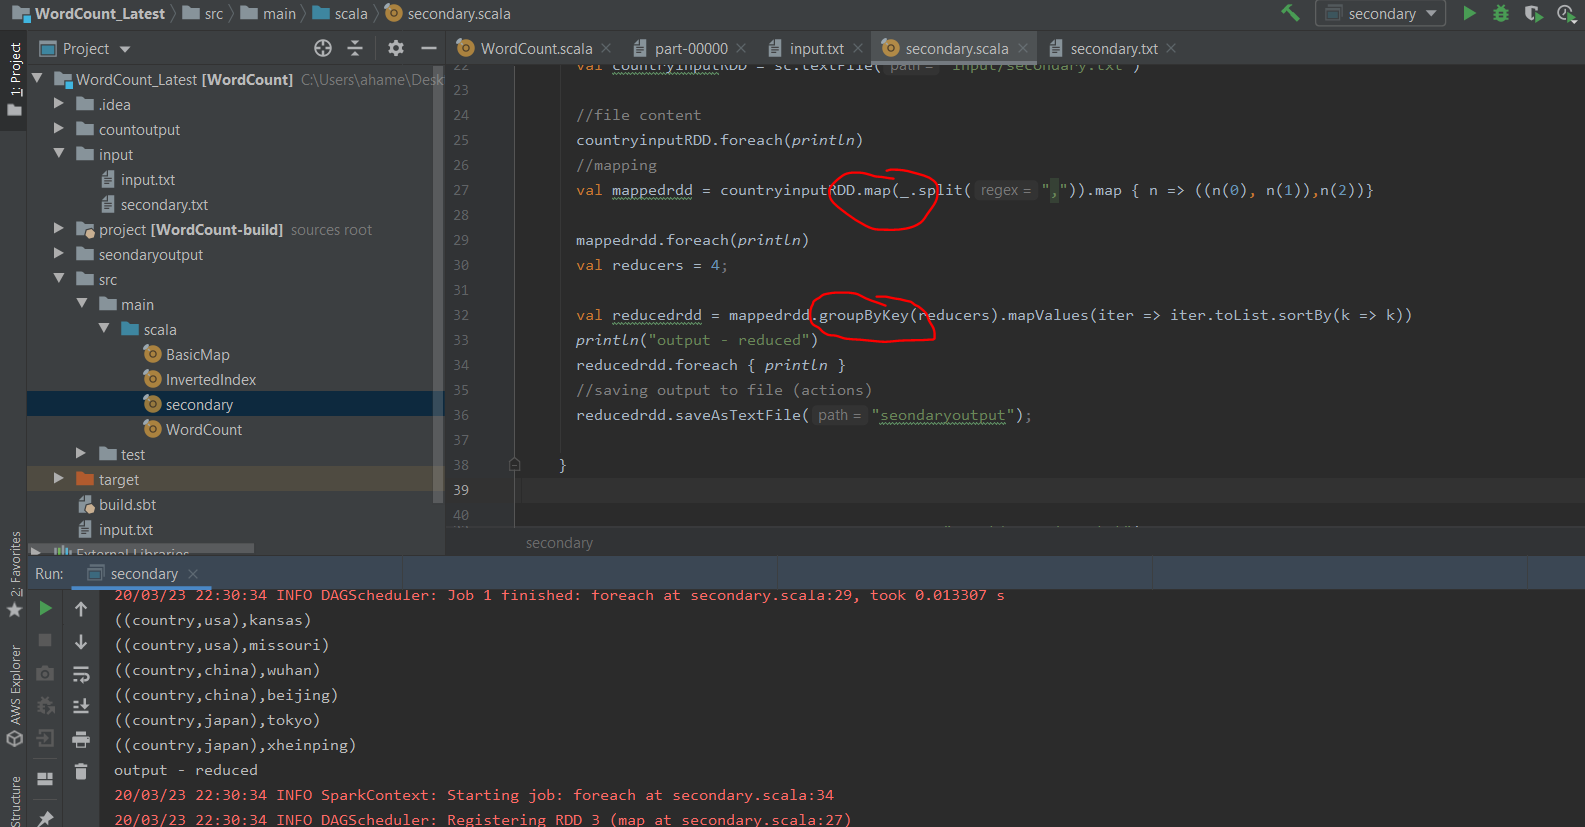 WordCount_Latest src main scala secondary.scala
secondary
Project
WordCount.scala part-00000 input.txt secondary.scala secondary.txt
1: Project
WordCount_Latest [WordCount] C:\Users\ahame\Desk
.idea
countoutput
input
input.txt
secondary.txt
project [WordCount-build] sources root
seondaryoutput
src
main
scala
BasicMap
InvertedIndex
secondary
WordCount
test
target
build.sbt
input.txt
External Libraries
22 val countryinputRDD = sc.textFile( path = "input/secondary.txt")
23
24 //file content
25 countryinputRDD.foreach(println)
26 //mapping
27 val mappedrdd = countryinputRDD.map(_.split( regex = ",")).map { n => ((n(0), n(1)),n(2))}
28
29 mappedrdd.foreach(println)
30 val reducers = 4;
31
32 val reducedrdd = mappedrdd.groupByKey(reducers).mapValues(iter => iter.toList.sortBy(k => k))
33 println("output - reduced")
34 reducedrdd.foreach { println }
35 //saving output to file (actions)
36 reducedrdd.saveAsTextFile( path = "seondaryoutput");
37
38 }
39
40
secondary
2: Favorites
AWS Explorer
Structure
Run: secondary
20/03/23 22:30:34 INFO DAGScheduler: Job 1 finished: foreach at secondary.scala:29, took 0.013307 s
((country,usa),kansas)
((country,usa),missouri)
((country,china),wuhan)
((country,china),beijing)
((country,japan),tokyo)
((country,japan),xheinping)
output - reduced
20/03/23 22:30:34 INFO SparkContext: Starting job: foreach at secondary.scala:34
20/03/23 22:30:34 INFO DAGScheduler: Registering RDD 3 (map at secondary.scala:27)